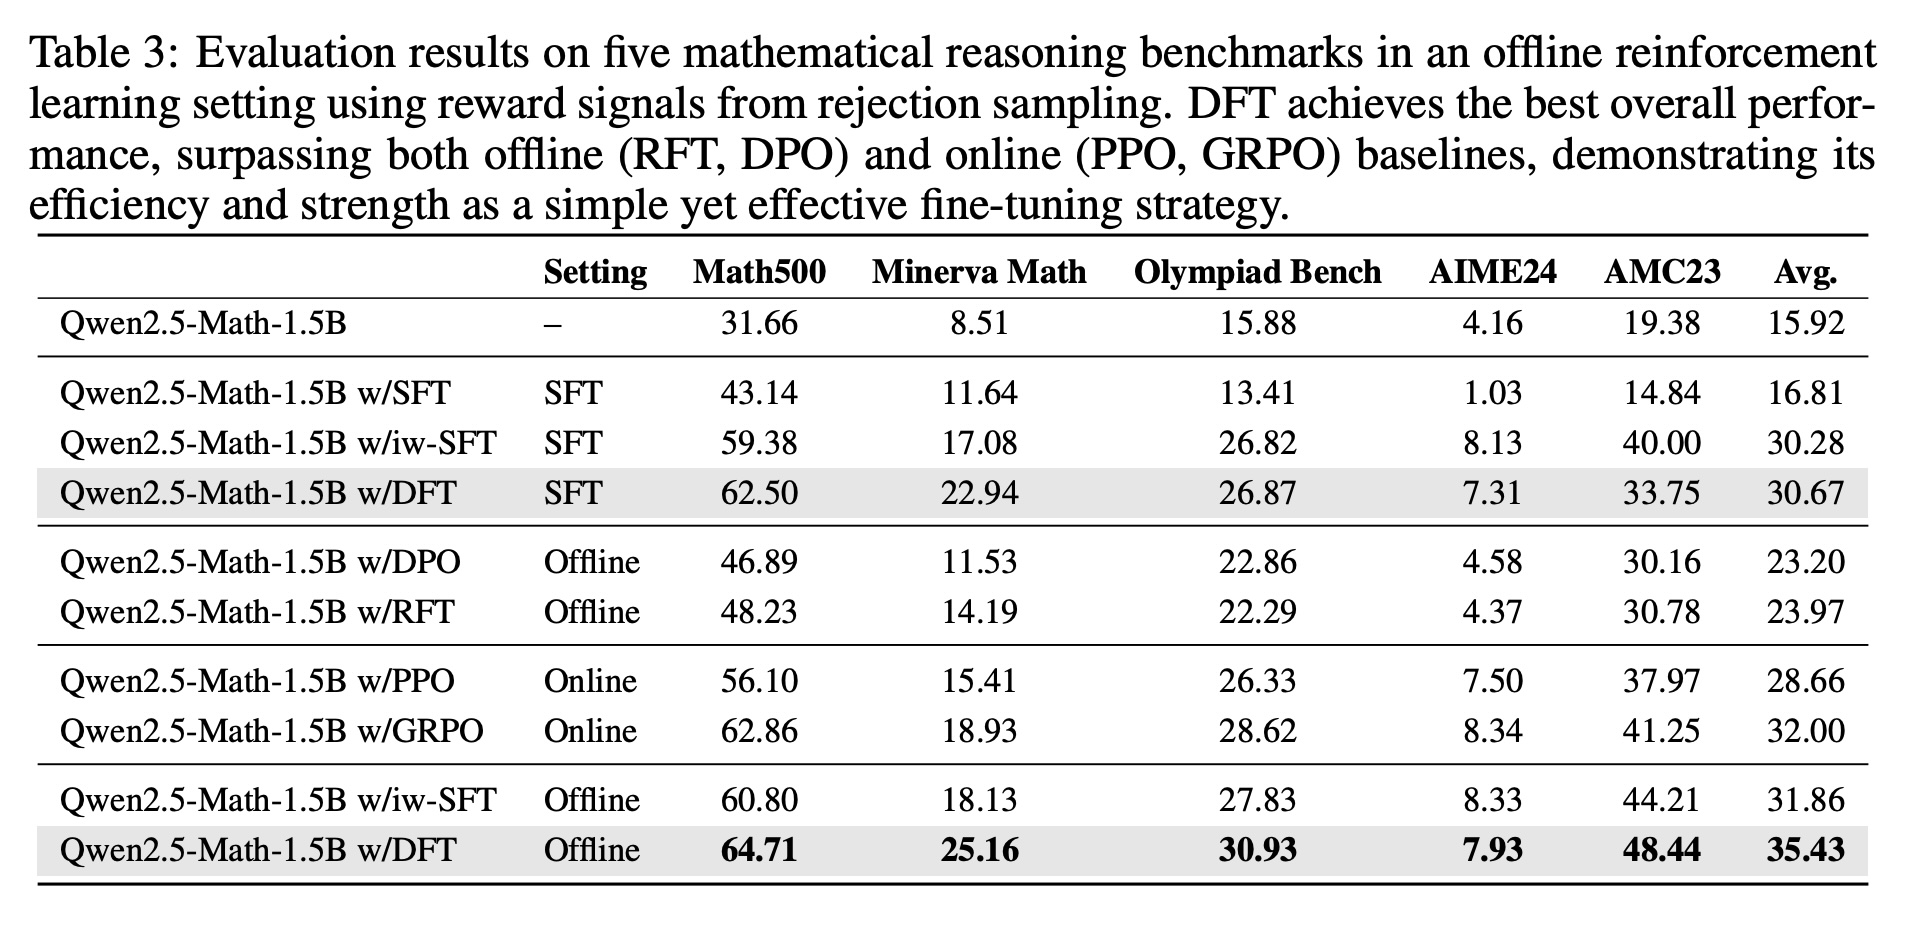 Table 3: Evaluation results on five mathematical reasoning benchmarks in an offline reinforcement
learning setting using reward signals from rejection sampling. DFT achieves the best overall perfor-
mance, surpassing both offline (RFT, DPO) and online (PPO, GRPO) baselines, demonstrating its
efficiency and strength as a simple yet effective fine-tuning strategy.
Setting Math500 Minerva Math Olympiad Bench AIME24 AMC23 Avg.
Qwen2.5-Math-1.5B – 31.66 8.51 15.88 4.16 19.38 15.92
Qwen2.5-Math-1.5B w/SFT SFT 43.14 11.64 13.41 1.03 14.84 16.81
Qwen2.5-Math-1.5B w/iw-SFT SFT 59.38 17.08 26.82 8.13 40.00 30.28
Qwen2.5-Math-1.5B w/DFT SFT 62.50 22.94 26.87 7.31 33.75 30.67
Qwen2.5-Math-1.5B w/DPO Offline 46.89 11.53 22.86 4.58 30.16 23.20
Qwen2.5-Math-1.5B w/RFT Offline 48.23 14.19 22.29 4.37 30.78 23.97
Qwen2.5-Math-1.5B w/PPO Online 56.10 15.41 26.33 7.50 37.97 28.66
Qwen2.5-Math-1.5B w/GRPO Online 62.86 18.93 28.62 8.34 41.25 32.00
Qwen2.5-Math-1.5B w/iw-SFT Offline 60.80 18.13 27.83 8.33 44.21 31.86
Qwen2.5-Math-1.5B w/DFT Offline 64.71 25.16 30.93 7.93 48.44 35.43